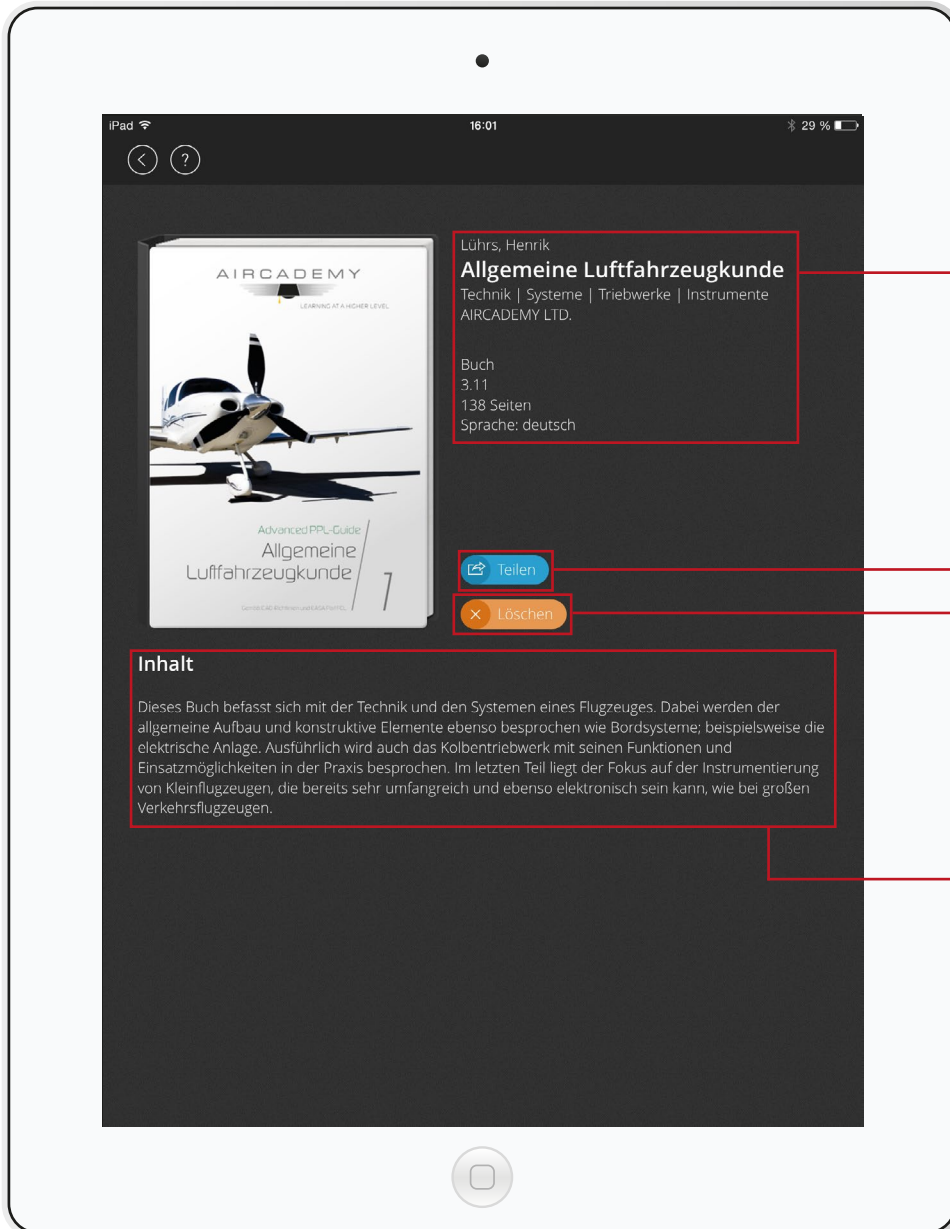 iPad 16:01 29 %
?
AIRCADEMY
LEARNING AT A HIGHER LEVEL
Advanced PPL-Guide
Allgemeine
Luftfahrzeugkunde
1
Lührs, Henrik
Allgemeine Luftfahrzeugkunde
Technik | Systeme | Triebwerke | Instrumente
AIRCADEMY LTD.
Buch
3.11
138 Seiten
Sprache: deutsch
Teilen
Löschen
Inhalt
Dieses Buch befasst sich mit der Technik und den Systemen eines Flugzeuges. Dabei werden der
allgemeine Aufbau und konstruktive Elemente ebenso besprochen wie Bordsysteme; beispielsweise die
elektrische Anlage. Ausführlich wird auch das Kolbentriebwerk mit seinen Funktionen und
Einsatzmöglichkeiten in der Praxis besprochen. Im letzten Teil liegt der Fokus auf der Instrumentierung
von Kleinflugzeugen, die bereits sehr umfangreich und ebenso elektronisch sein kann, wie bei großen
Verkehrsflugzeugen.